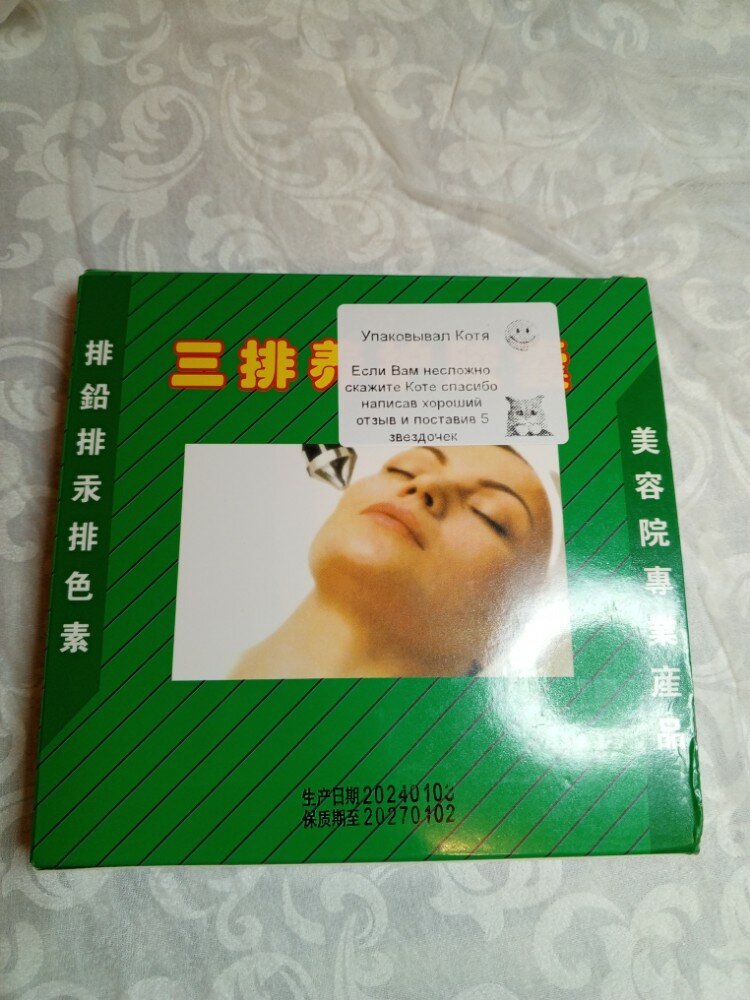 三排养
Упаковывал Котя
Если Вам несложно
скажите Коте спасибо
написав хороший
отзыв и поставив 5
звездочек
排鉛排汞排色素
美容院專業産品
生产日期20240103
保质期至20270102